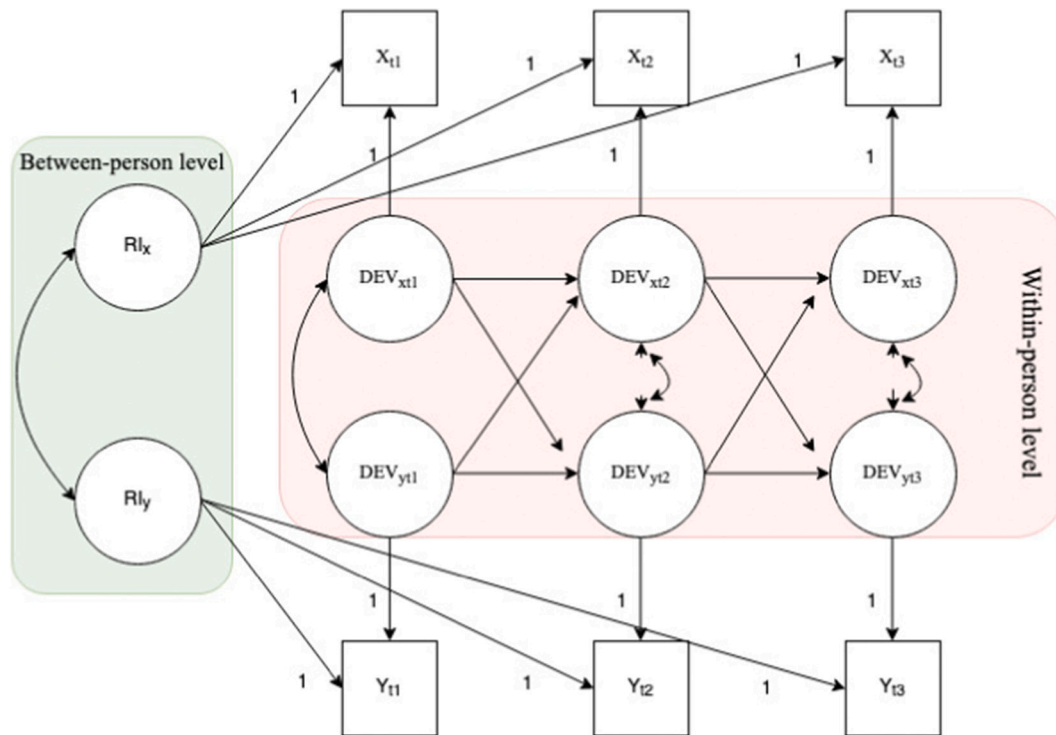 X_t1
X_t2
X_t3
1
1
1
1
1
1
Between-person level
RI_x
DEV_xt1
DEV_xt2
DEV_xt3
Within-person level
RI_y
DEV_yt1
DEV_yt2
DEV_yt3
1
1
1
1
1
1
Y_t1
Y_t2
Y_t3